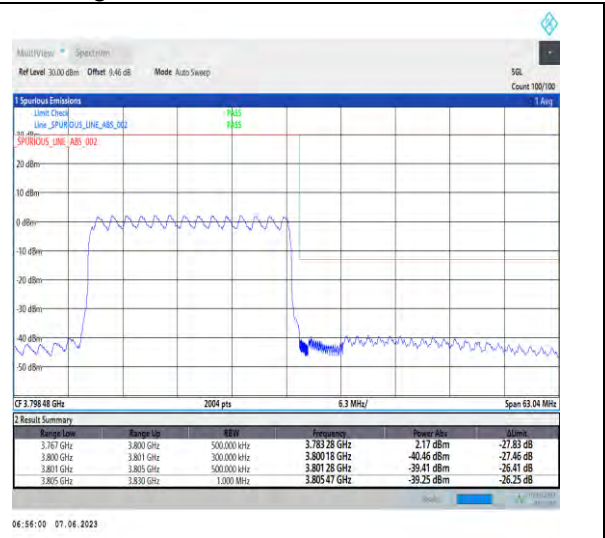 MultiView Spectrum
Ref Level 30.00 dBm Offset 9.46 dB Mode Auto Sweep SGL
Count 100/100
1 Spurious Emissions 1 Avg
Limit Check PASS
Line _SPURIOUS_LINE_ABS_002 PASS
_SPURIOUS_LINE_ABS_002
20 dBm
10 dBm
0 dBm
-10 dBm
-20 dBm
-30 dBm
-40 dBm
-50 dBm
CF 3.798 48 GHz 2004 pts 6.3 MHz/ Span 63.04 MHz
2 Result Summary
Range Low Range Up RBW Frequency Power Abs ΔLimit
3.767 GHz 3.800 GHz 500.000 kHz 3.783 28 GHz 2.17 dBm -27.83 dB
3.800 GHz 3.801 GHz 300.000 kHz 3.800 18 GHz -40.46 dBm -27.46 dB
3.801 GHz 3.805 GHz 500.000 kHz 3.801 28 GHz -39.41 dBm -26.41 dB
3.805 GHz 3.830 GHz 1.000 MHz 3.805 47 GHz -39.25 dBm -26.25 dB
06:56:00 07.06.2023